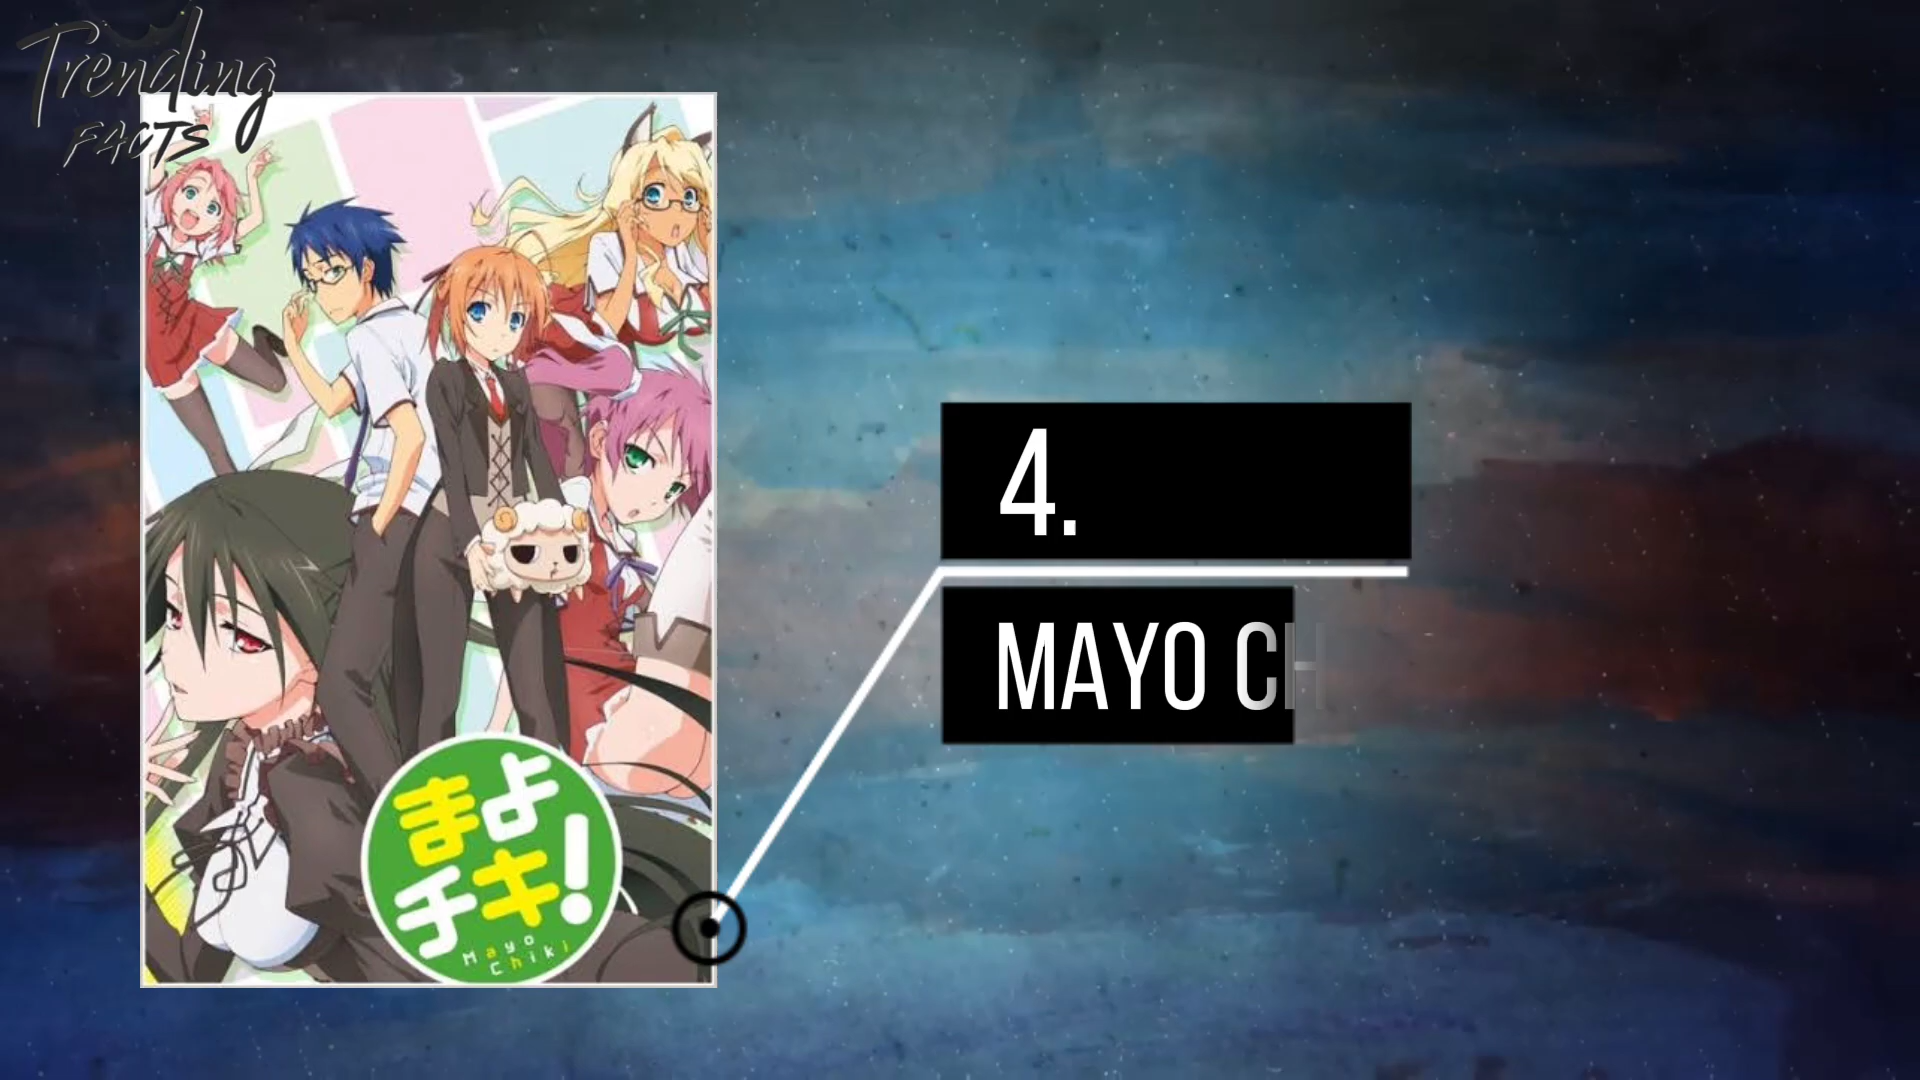 Trending
FACTS
4.
MAYO CH
まよ
チキ!
Mayo
Chiki